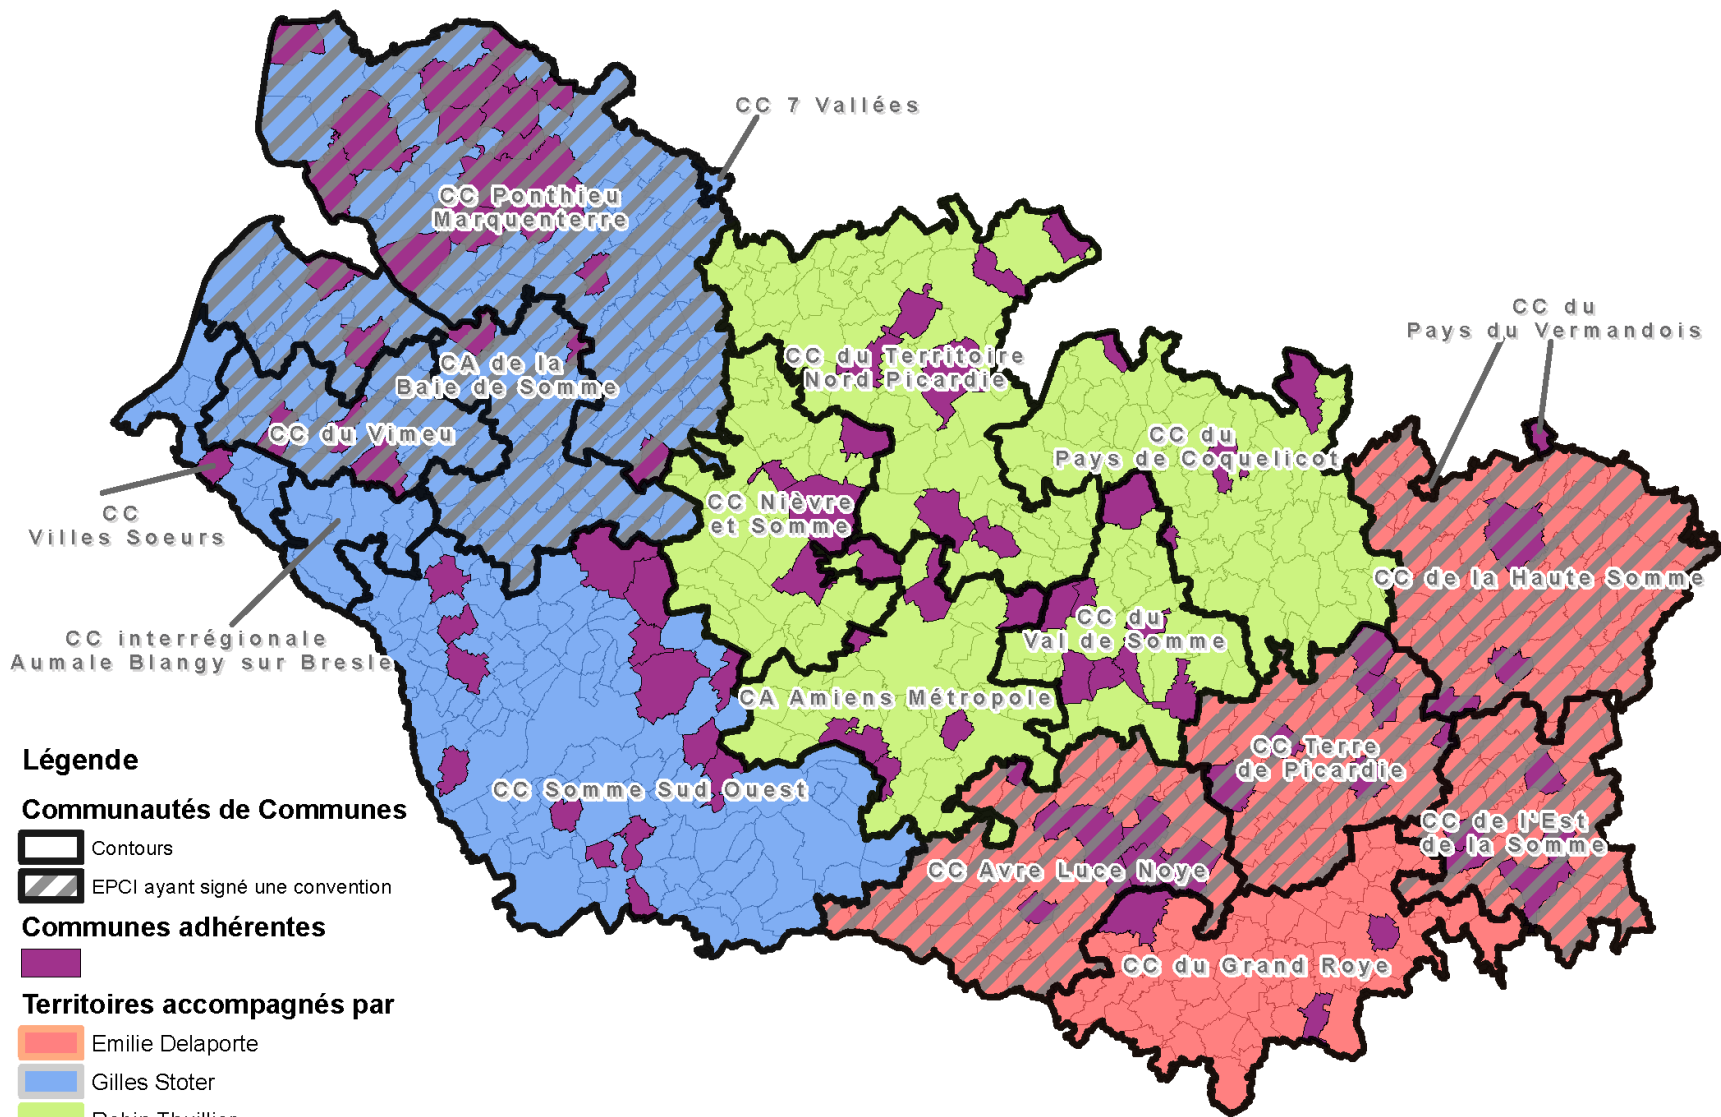 CC 7 Vallées
CC Ponthieu
Marquenterre
CC du
Pays du Vermandois
CC du Territoire
Nord Picardie
CA de la
Baie de Somme
CC du Vimeu
CC du
Pays de Coquelicot
CC Nièvre
et Somme
CC
Villes Soeurs
CC de la Haute Somme
CC interrégionale
Aumale Blangy sur Bresle
CC du
Val de Somme
CA Amiens Métropole
CC Terre
de Picardie
CC Somme Sud Ouest
CC de l'Est
de la Somme
CC Avre Luce Noye
CC du Grand Roye
Légende
Communautés de Communes
Contours
EPCI ayant signé une convention
Communes adhérentes
Territoires accompagnés par
Emilie Delaporte
Gilles Stoter
Robin Thuillier